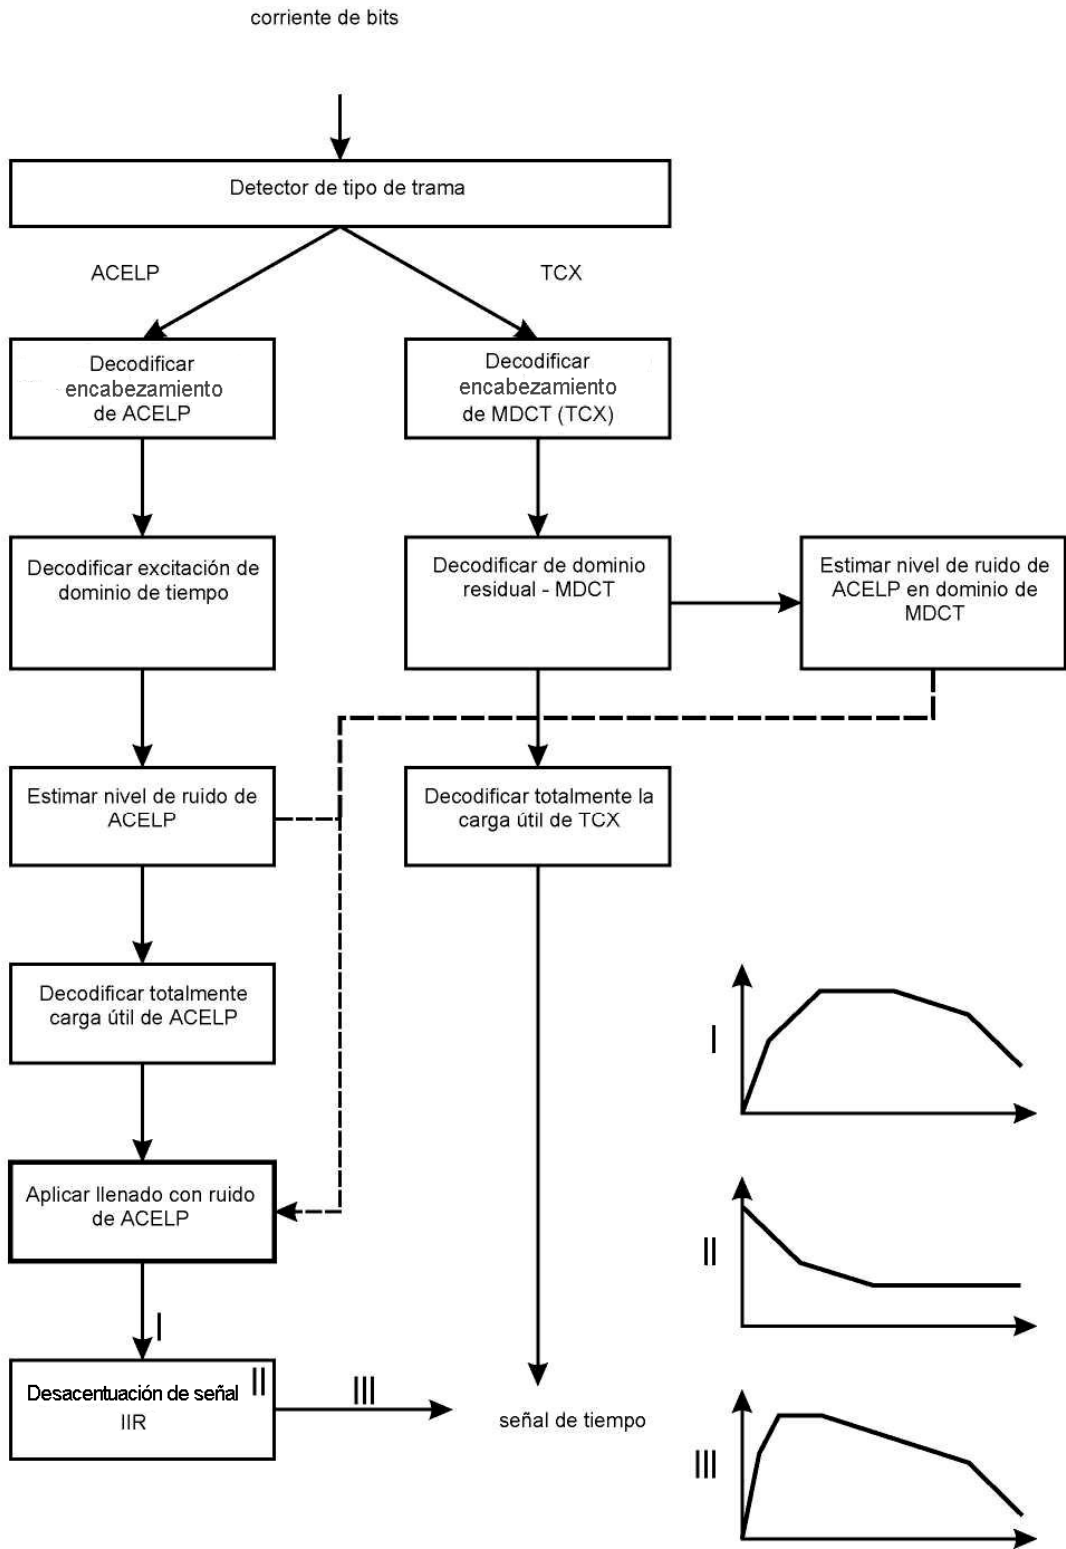 corriente de bits
Detector de tipo de trama
ACELP
TCX
Decodificar
encabezamiento
de ACELP
Decodificar
encabezamiento
de MDCT (TCX)
Decodificar excitación de
dominio de tiempo
Decodificar de dominio
residual - MDCT
Estimar nivel de ruido de
ACELP en dominio de
MDCT
Estimar nivel de ruido de
ACELP
Decodificar totalmente la
carga útil de TCX
Decodificar totalmente
carga útil de ACELP
I
Aplicar llenado con ruido
de ACELP
II
I
Desacentuación de señal
IIR
II
III
señal de tiempo
III